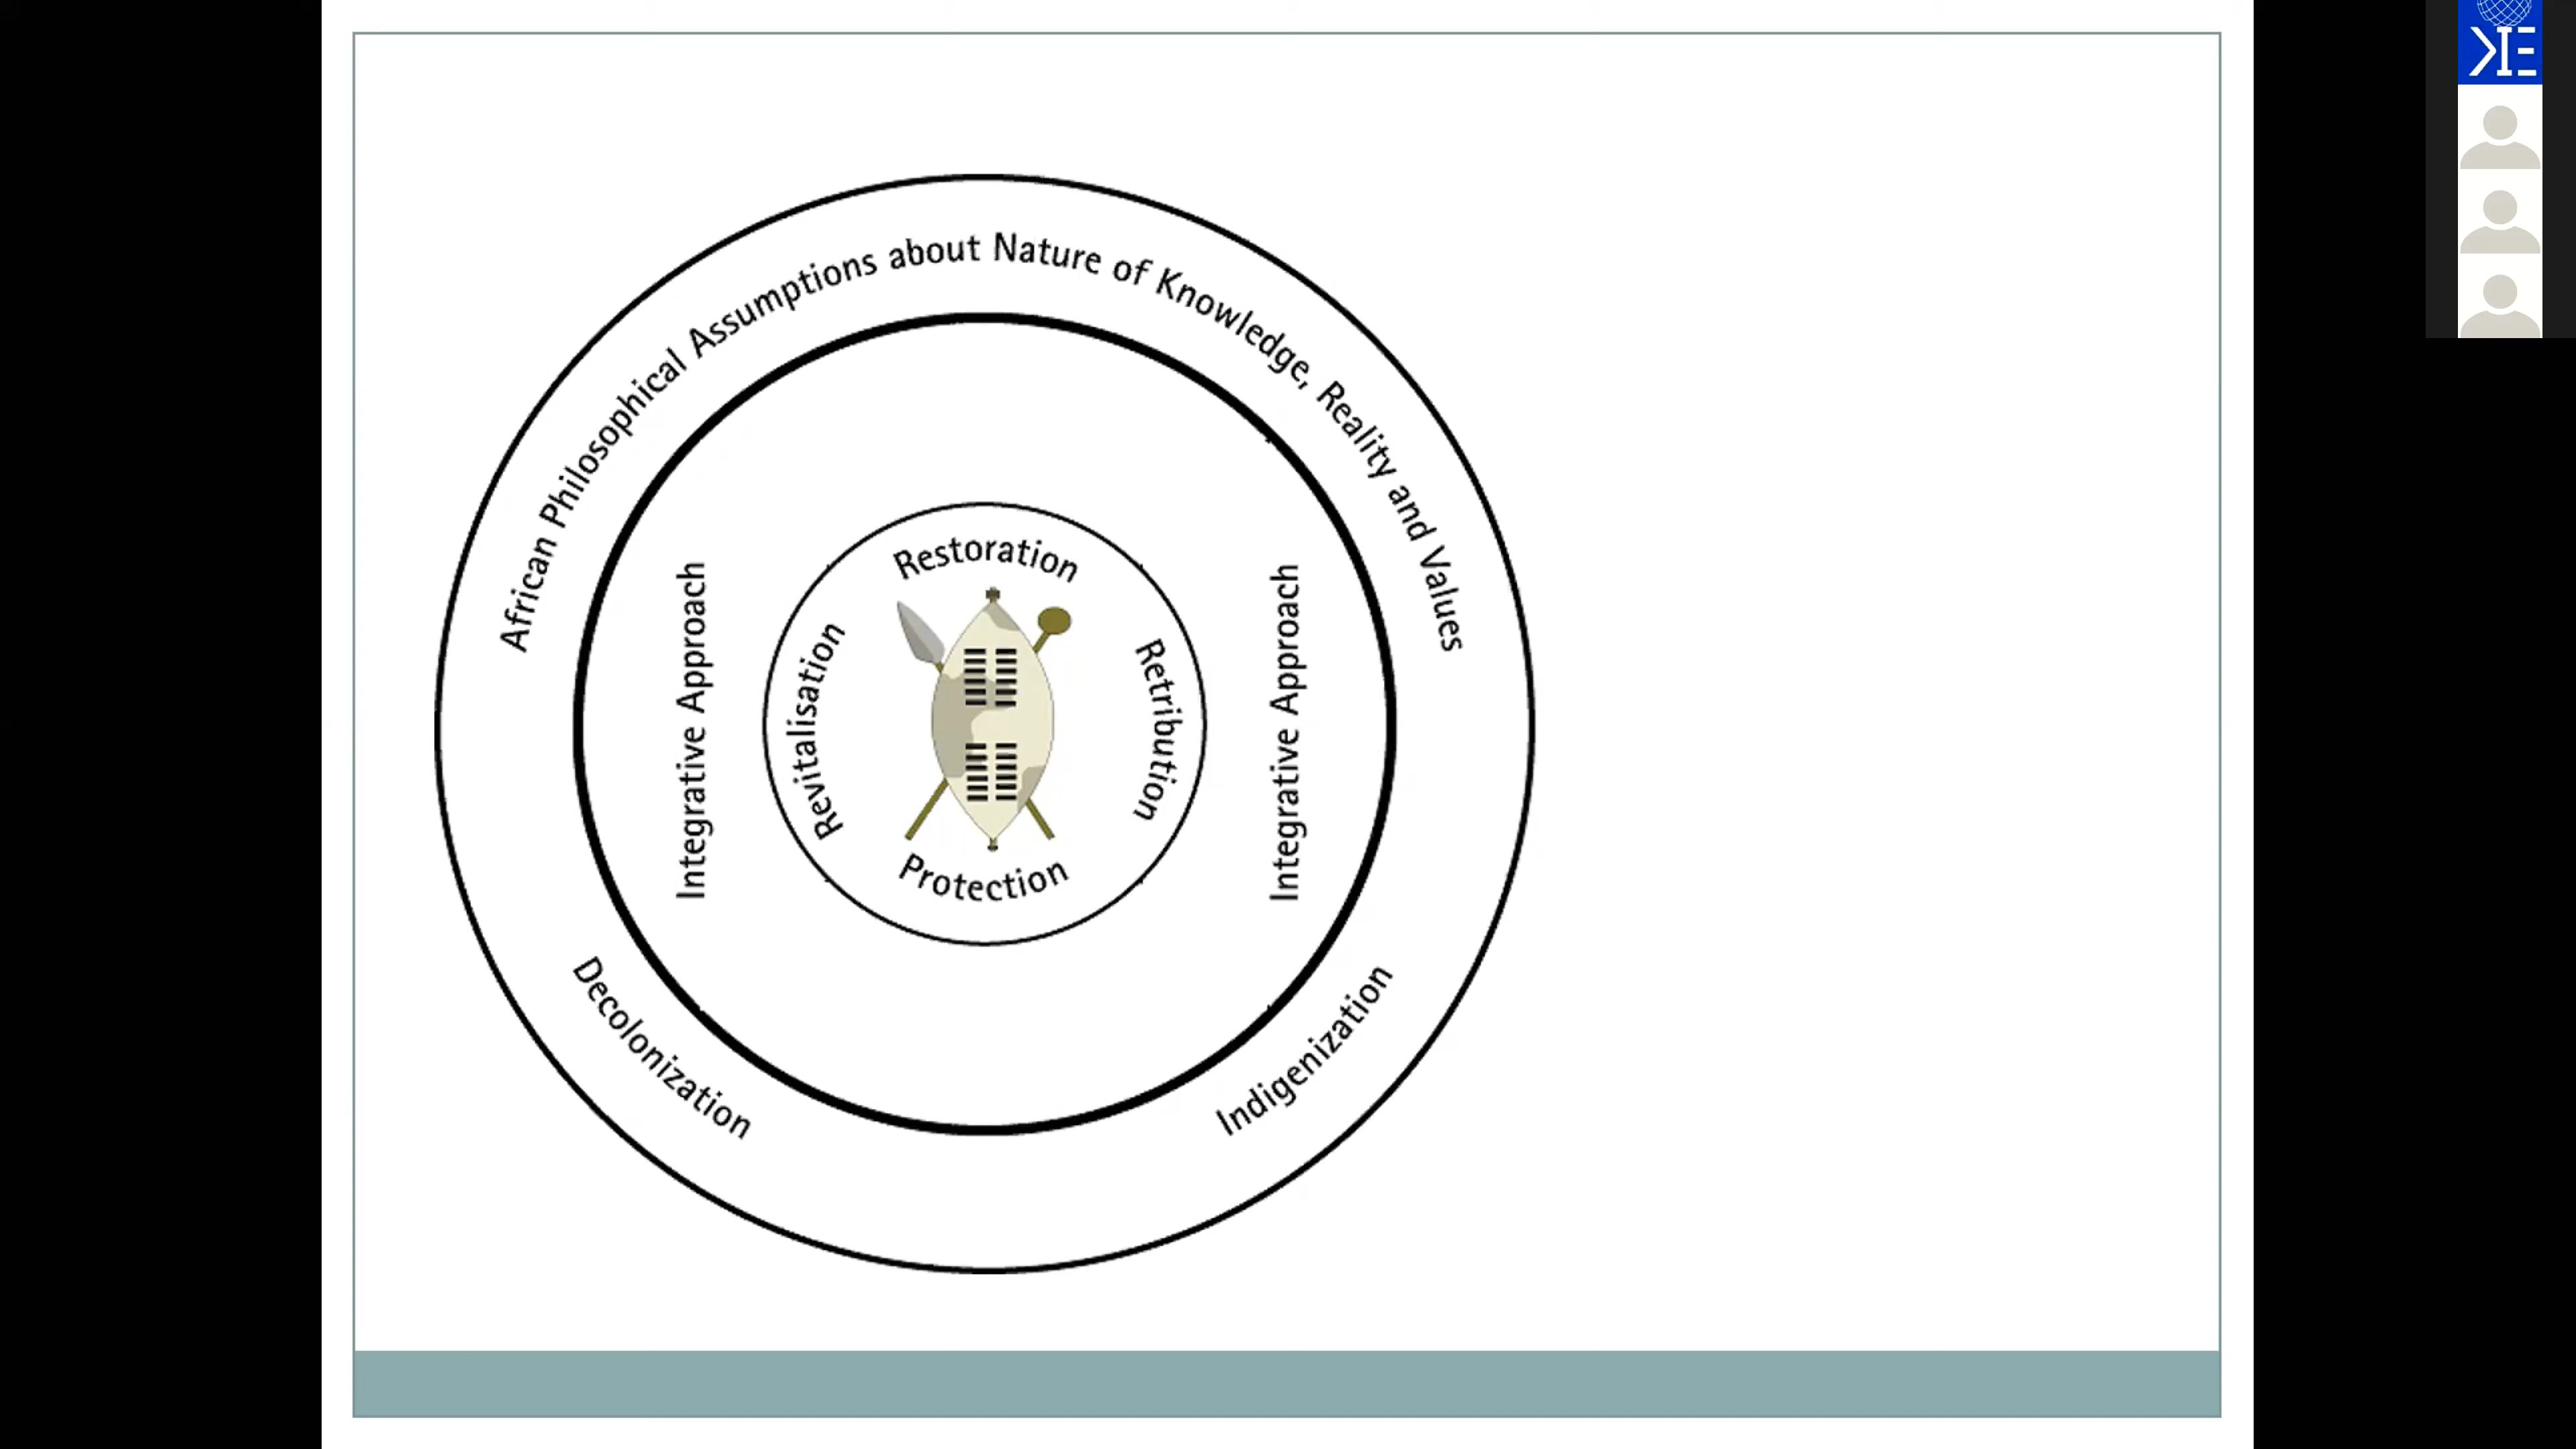 African Philosophical Assumptions about Nature of Knowledge, Reality and Values
Integrative Approach
Restoration
Revitalisation
Retribution
Protection
Integrative Approach
Decolonization
Indigenization